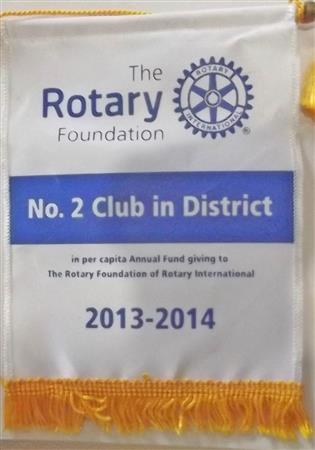 The
Rotary
Foundation
ROTARY
INTERNATIONAL
®
No. 2 Club in District
in per capita Annual Fund giving to
The Rotary Foundation of Rotary International
2013-2014